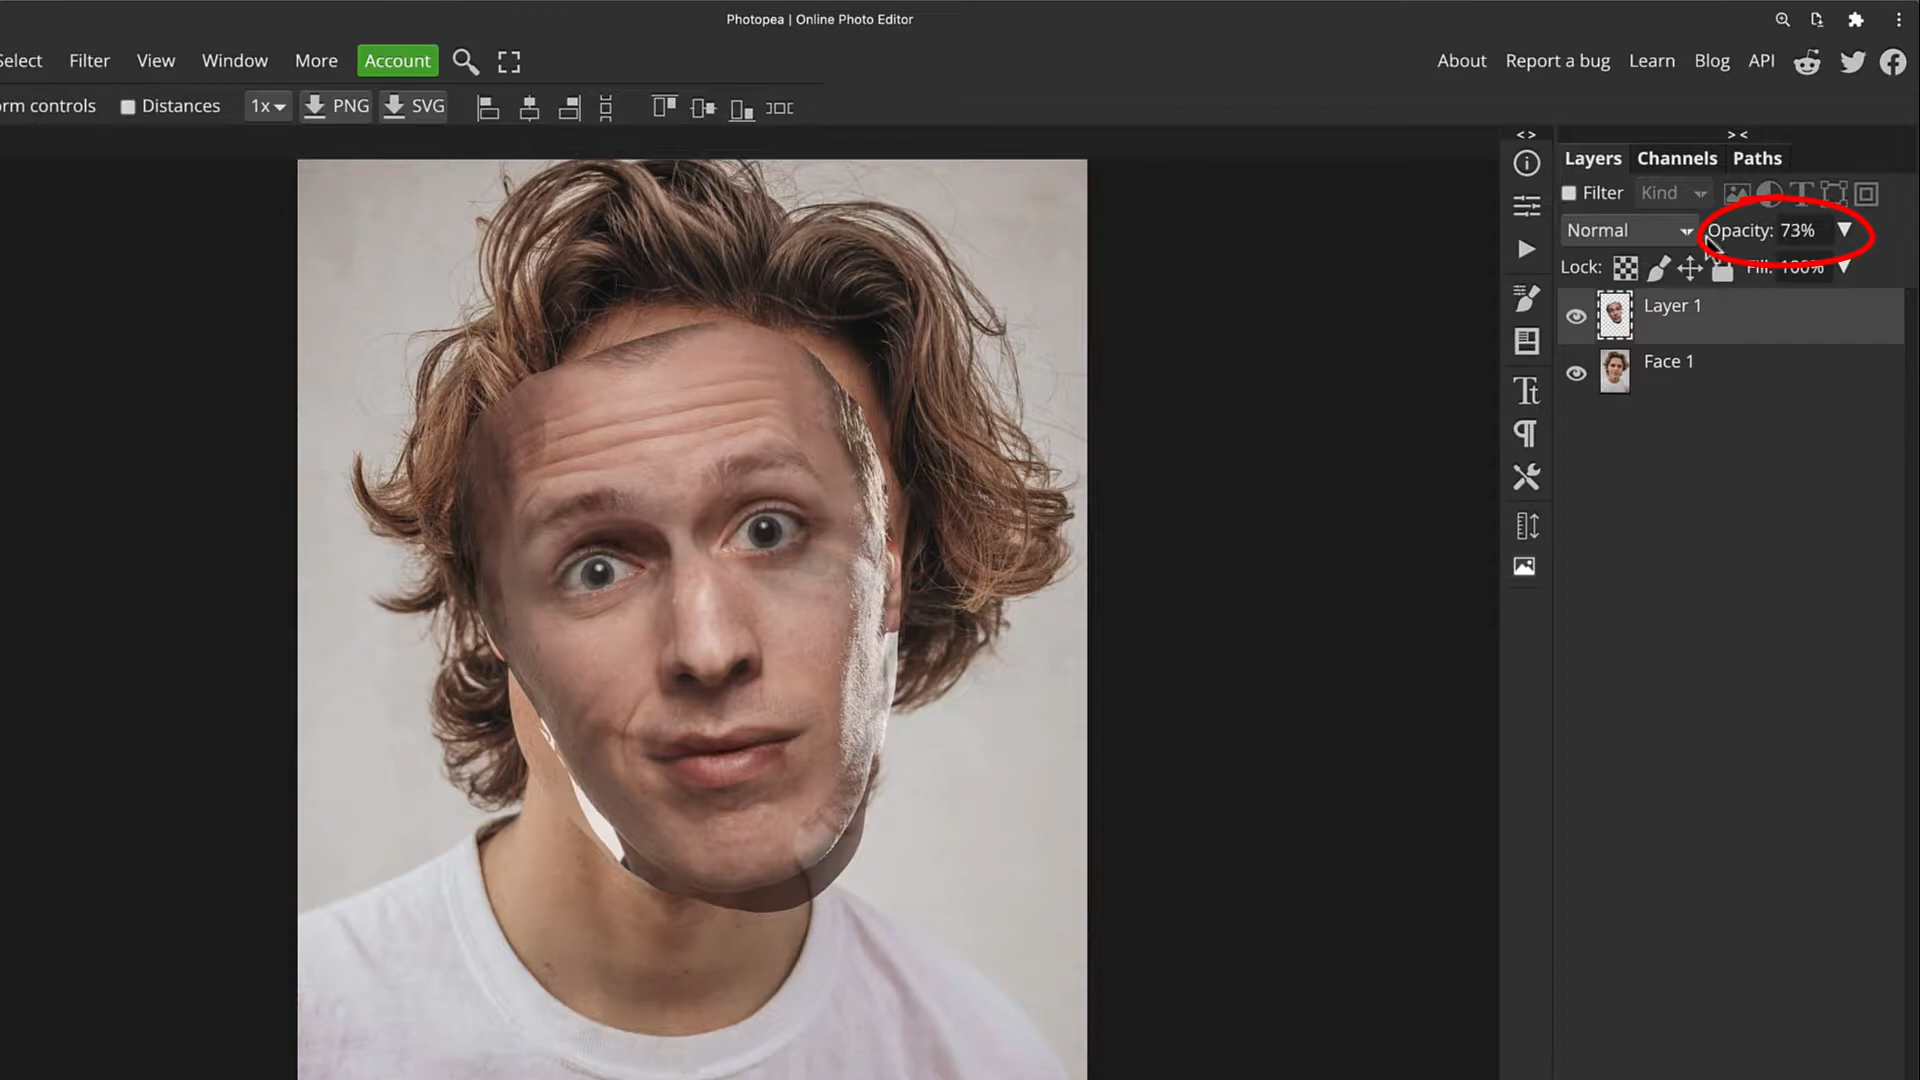 Photopea | Online Photo Editor
Select Filter View Window More Account About Report a bug Learn Blog API
orm controls Distances 1x PNG SVG
Layers Channels Paths
Filter Kind
Normal Opacity: 73%
Lock: Fill: 100%
Layer 1
Face 1